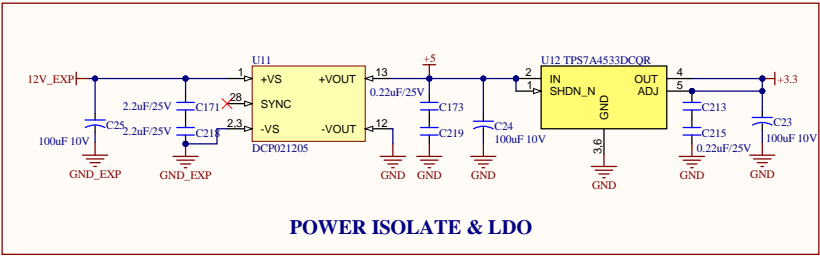 U11
12V_EXP
1
+VS
28
SYNC
2,3
-VS
+VOUT
13
-VOUT
12
DCP021205
C25
100uF 10V
GND_EXP
2.2uF/25V
C171
2.2uF/25V
C218
GND_EXP
GND
+5
0.22uF/25V
C173
C219
GND
C24
100uF 10V
GND
U12 TPS7A4533DCQR
2
IN
1
SHDN_N
GND
3,6
GND
OUT
4
ADJ
5
+3.3
C213
C215
0.22uF/25V
GND
C23
100uF 10V
GND
POWER ISOLATE & LDO